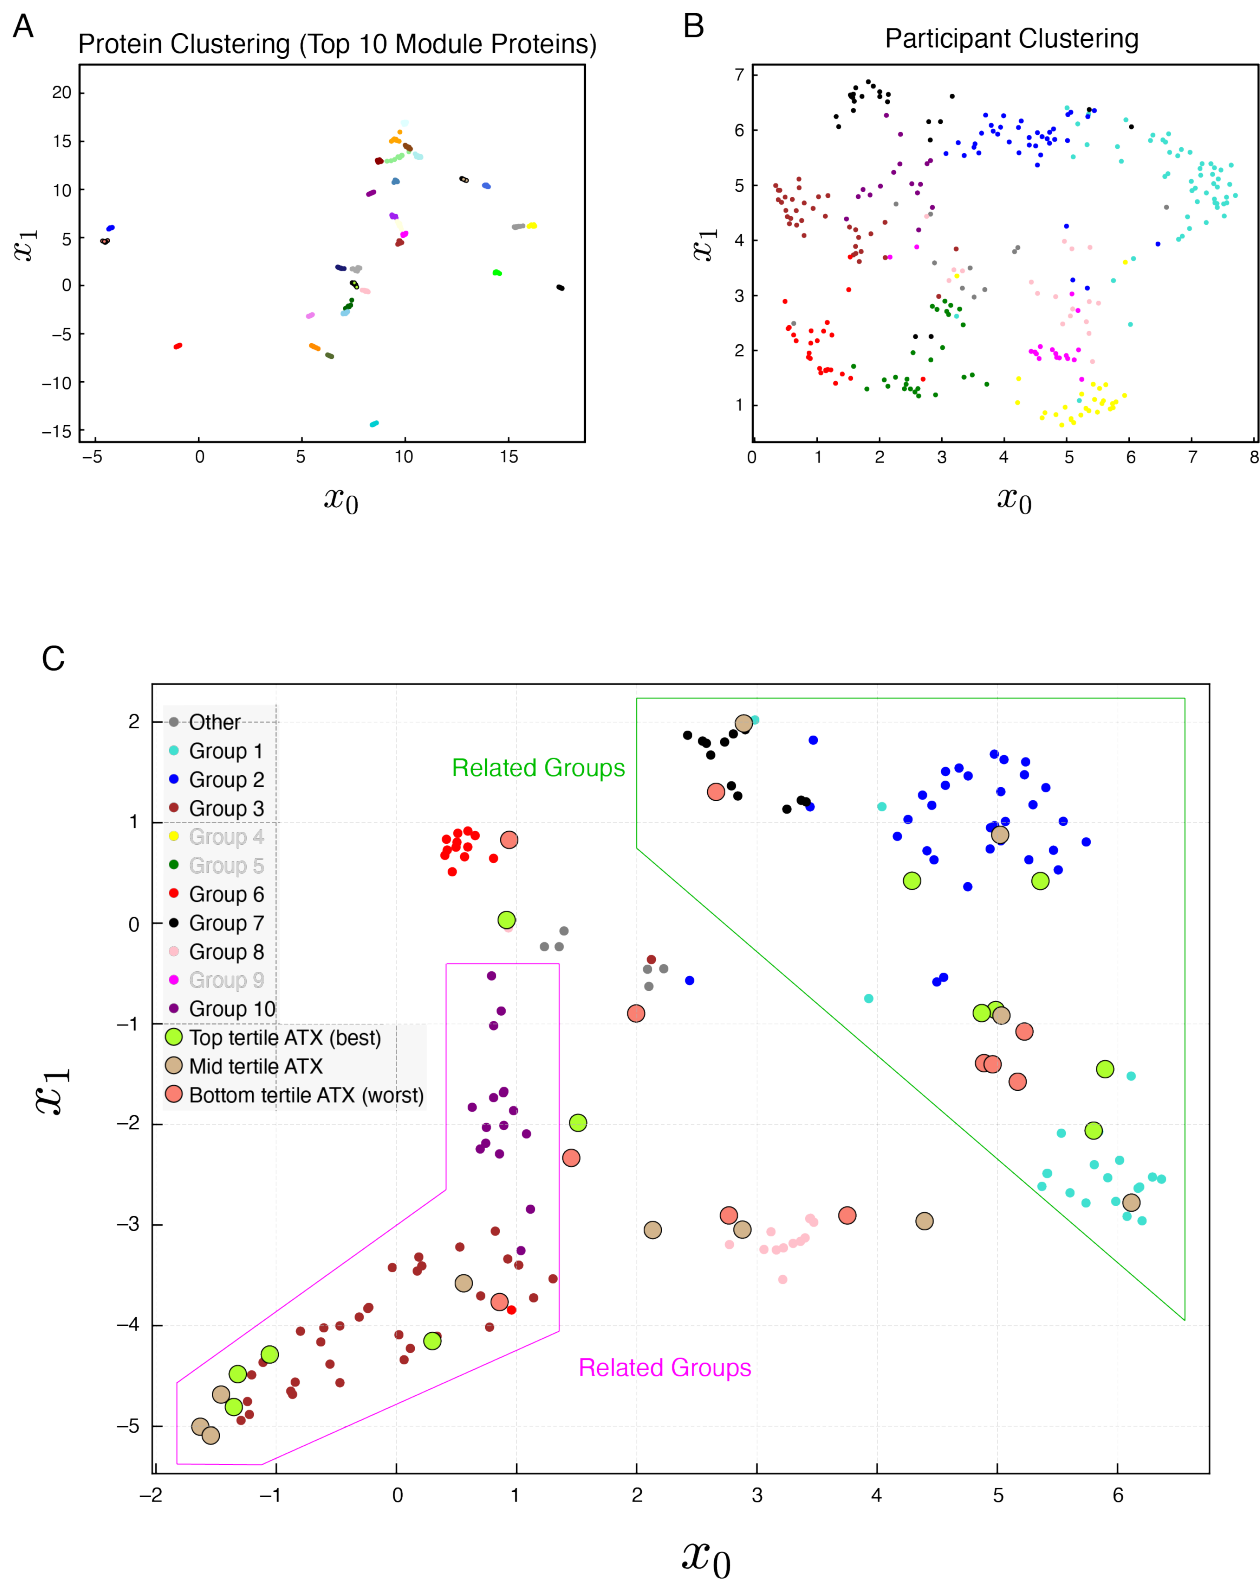 A
B
Protein Clustering (Top 10 Module Proteins)
Participant Clustering
20
15
10
5
0
−5
−10
−15
x1
−5
0
5
10
15
x0
7
6
5
4
3
2
1
x1
0
1
2
3
4
5
6
7
8
x0
C
Other
Group 1
Group 2
Group 3
Group 4
Group 5
Group 6
Group 7
Group 8
Group 9
Group 10
Top tertile ATX (best)
Mid tertile ATX
Bottom tertile ATX (worst)
Related Groups
Related Groups
2
1
0
−1
−2
−3
−4
−5
x1
−2
−1
0
1
2
3
4
5
6
x0